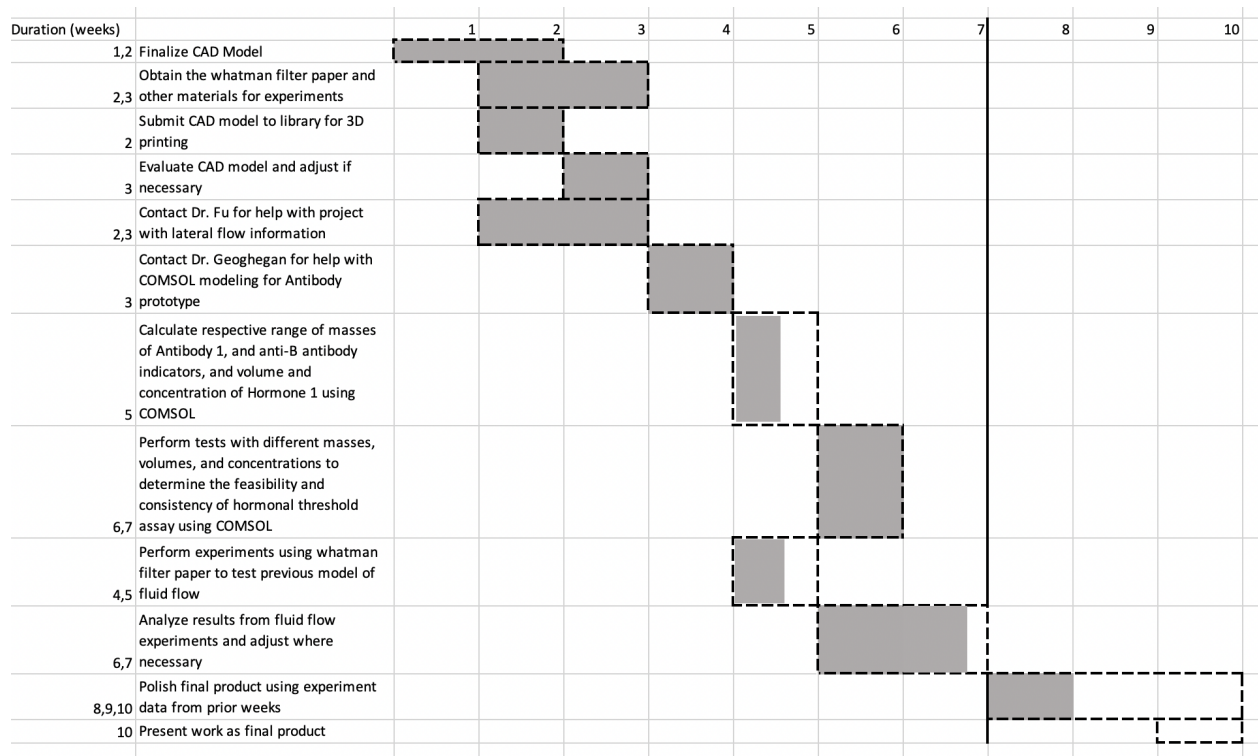 Duration (weeks) 1 2 3 4 5 6 7 8 9 10
1,2 Finalize CAD Model
Obtain the whatman filter paper and
2,3 other materials for experiments
Submit CAD model to library for 3D
2 printing
Evaluate CAD model and adjust if
3 necessary
Contact Dr. Fu for help with project
2,3 with lateral flow information
Contact Dr. Geoghegan for help with
COMSOL modeling for Antibody
3 prototype
Calculate respective range of masses
of Antibody 1, and anti-B antibody
indicators, and volume and
concentration of Hormone 1 using
5 COMSOL
Perform tests with different masses,
volumes, and concentrations to
determine the feasibility and
consistency of hormonal threshold
6,7 assay using COMSOL
Perform experiments using whatman
filter paper to test previous model of
4,5 fluid flow
Analyze results from fluid flow
experiments and adjust where
6,7 necessary
Polish final product using experiment
8,9,10 data from prior weeks
10 Present work as final product